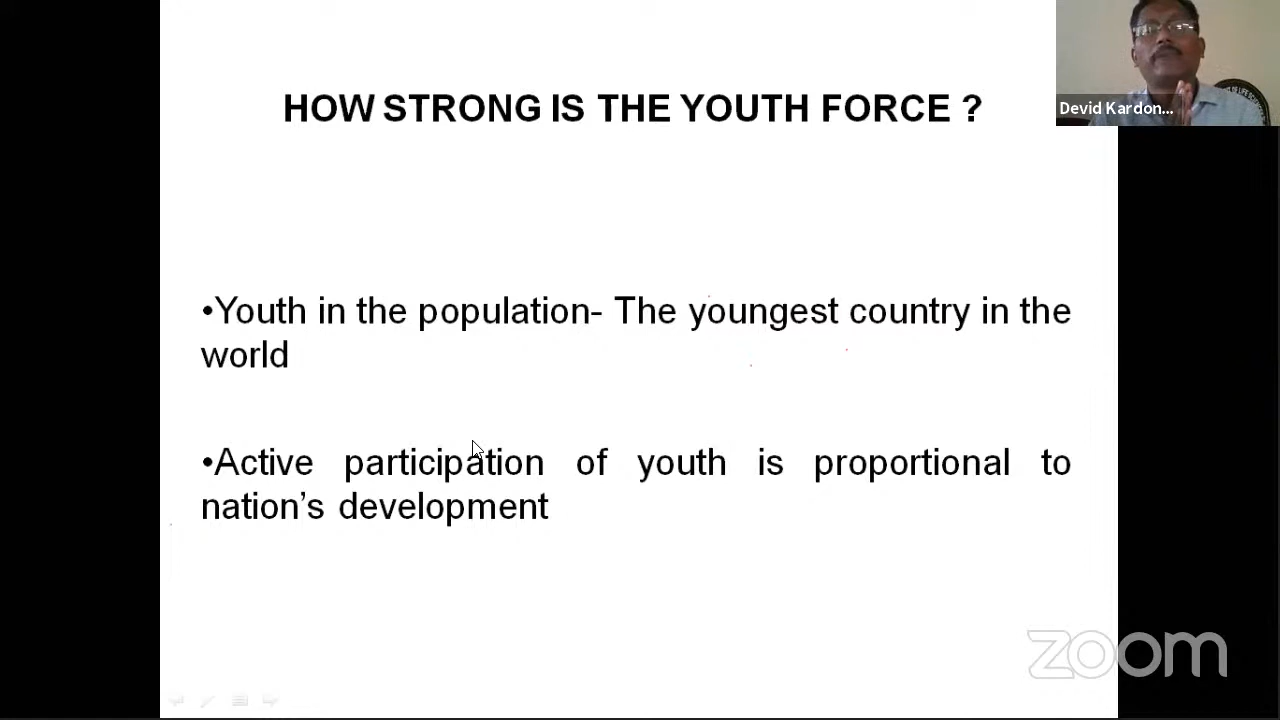 HOW STRONG IS THE YOUTH FORCE ?
Devid Kardon...
•Youth in the population- The youngest country in the
world
•Active participation of youth is proportional to
nation’s development
zoom